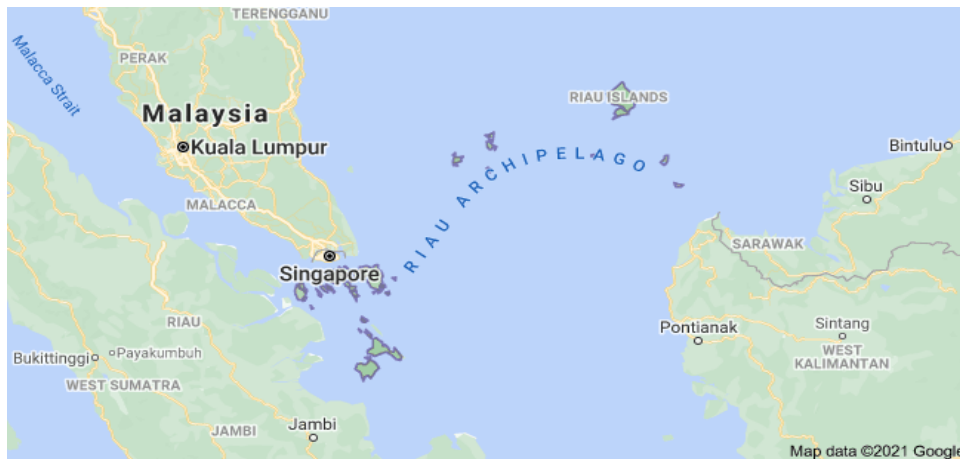 TERENGGANU
Malacca Strait
PERAK
RIAU ISLANDS
Malaysia
Kuala Lumpur
Bintulu
RIAU ARCHIPELAGO
Sibu
MALACCA
SARAWAK
Singapore
RIAU
Pontianak
Sintang
Bukittinggi
Payakumbuh
WEST
KALIMANTAN
WEST SUMATRA
Jambi
JAMBI
Map data ©2021 Google